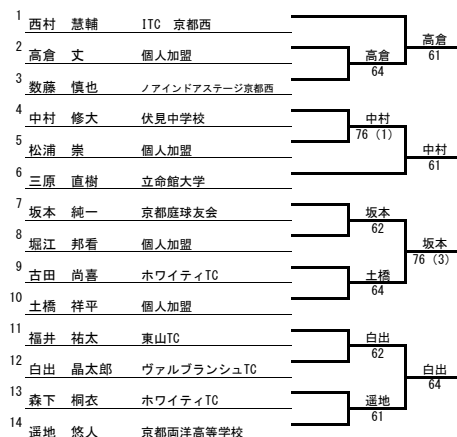 1 西村 慧輔 ITC 京都西
2 高倉 丈 個人加盟
3 数藤 慎也 ノアインドアステージ京都西
4 中村 修大 伏見中学校
5 松浦 崇 個人加盟
6 三原 直樹 立命館大学
7 坂本 純一 京都庭球友会
8 堀江 邦看 個人加盟
9 古田 尚喜 ホワイティTC
10 土橋 祥平 個人加盟
11 福井 祐太 東山TC
12 白出 晶太郎 ヴァルブランシュTC
13 森下 桐衣 ホワイティTC
14 遥地 悠人 京都両洋高等学校
高倉
64
中村
76（1）
坂本
62
土橋
64
白出
62
遥地
61
高倉
61
中村
61
坂本
76（3）
白出
64